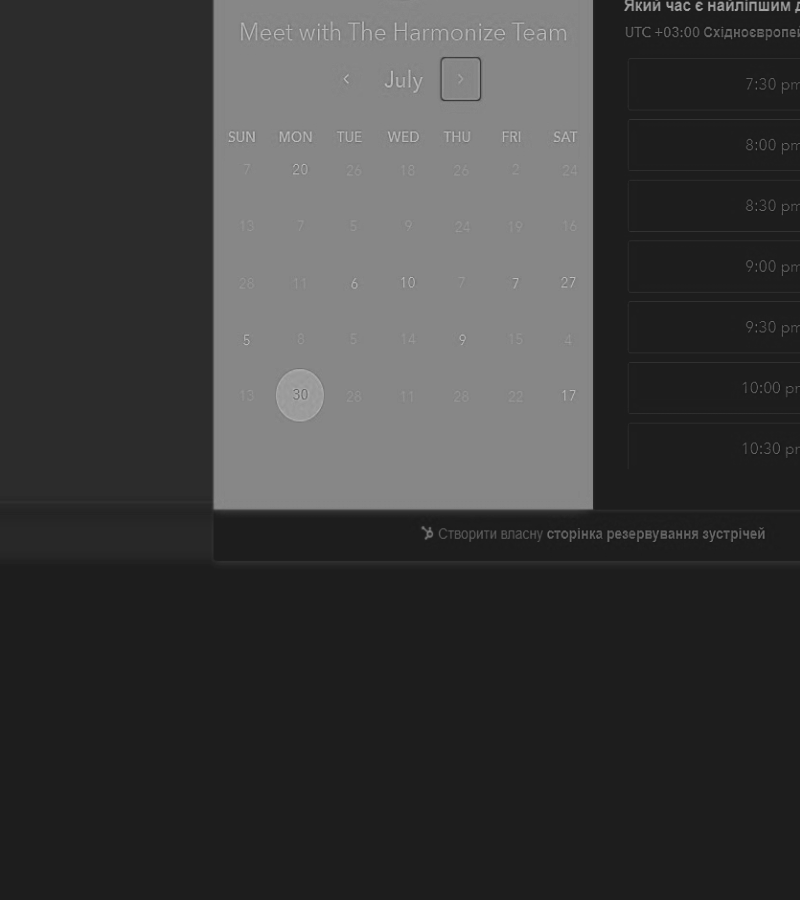 Meet with The Harmonize Team
July
SUN MON TUE WED THU FRI SAT
7 20 26 18 26 2 24
13 7 5 9 24 19 16
28 11 6 10 7 7 27
5 8 5 14 9 15 4
13 30 28 11 28 22 17
Який час є найліпшим
UTC +03:00 Східноєвропей
7:30 pm
8:00 pm
8:30 pm
9:00 pm
9:30 pm
10:00 pm
10:30 pm
Створити власну сторінка резервування зустрічей